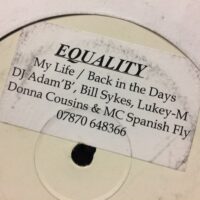 EQUALITY
My Life / Back in the Days
DJ Adam'B', Bill Sykes, Lukey-M
Donna Cousins & MC Spanish Fly
07870 648366